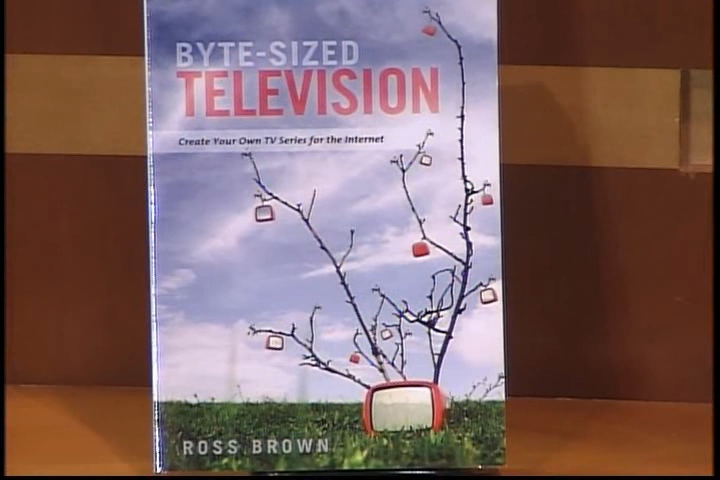 BYTE-SIZED
TELEVISION
Create Your Own TV Series for the Internet
ROSS BROWN